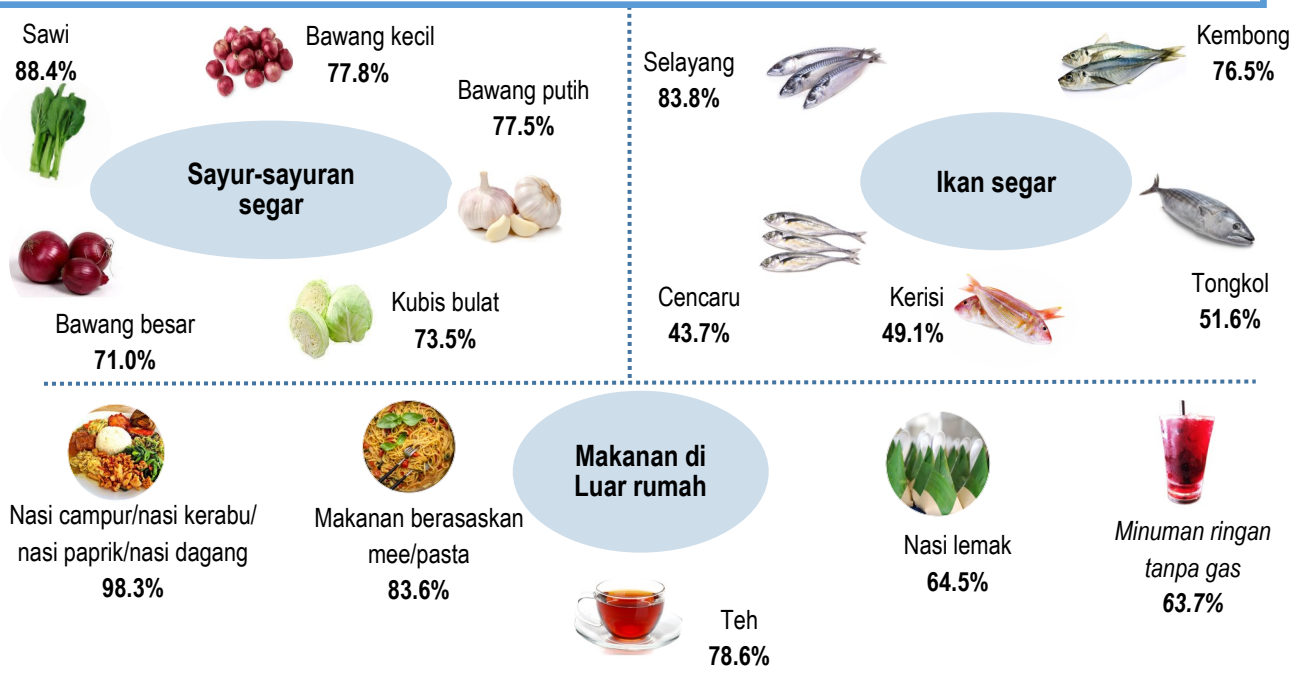 Sawi
88.4%
Bawang kecil
77.8%
Bawang putih
77.5%
Sayur-sayuran
segar
Bawang besar
71.0%
Kubis bulat
73.5%
Selayang
83.8%
Kembong
76.5%
Ikan segar
Cencaru
43.7%
Kerisi
49.1%
Tongkol
51.6%
Makanan di
Luar rumah
Nasi campur/nasi kerabu/
nasi paprik/nasi dagang
98.3%
Makanan berasaskan
mee/pasta
83.6%
Teh
78.6%
Nasi lemak
64.5%
Minuman ringan
tanpa gas
63.7%